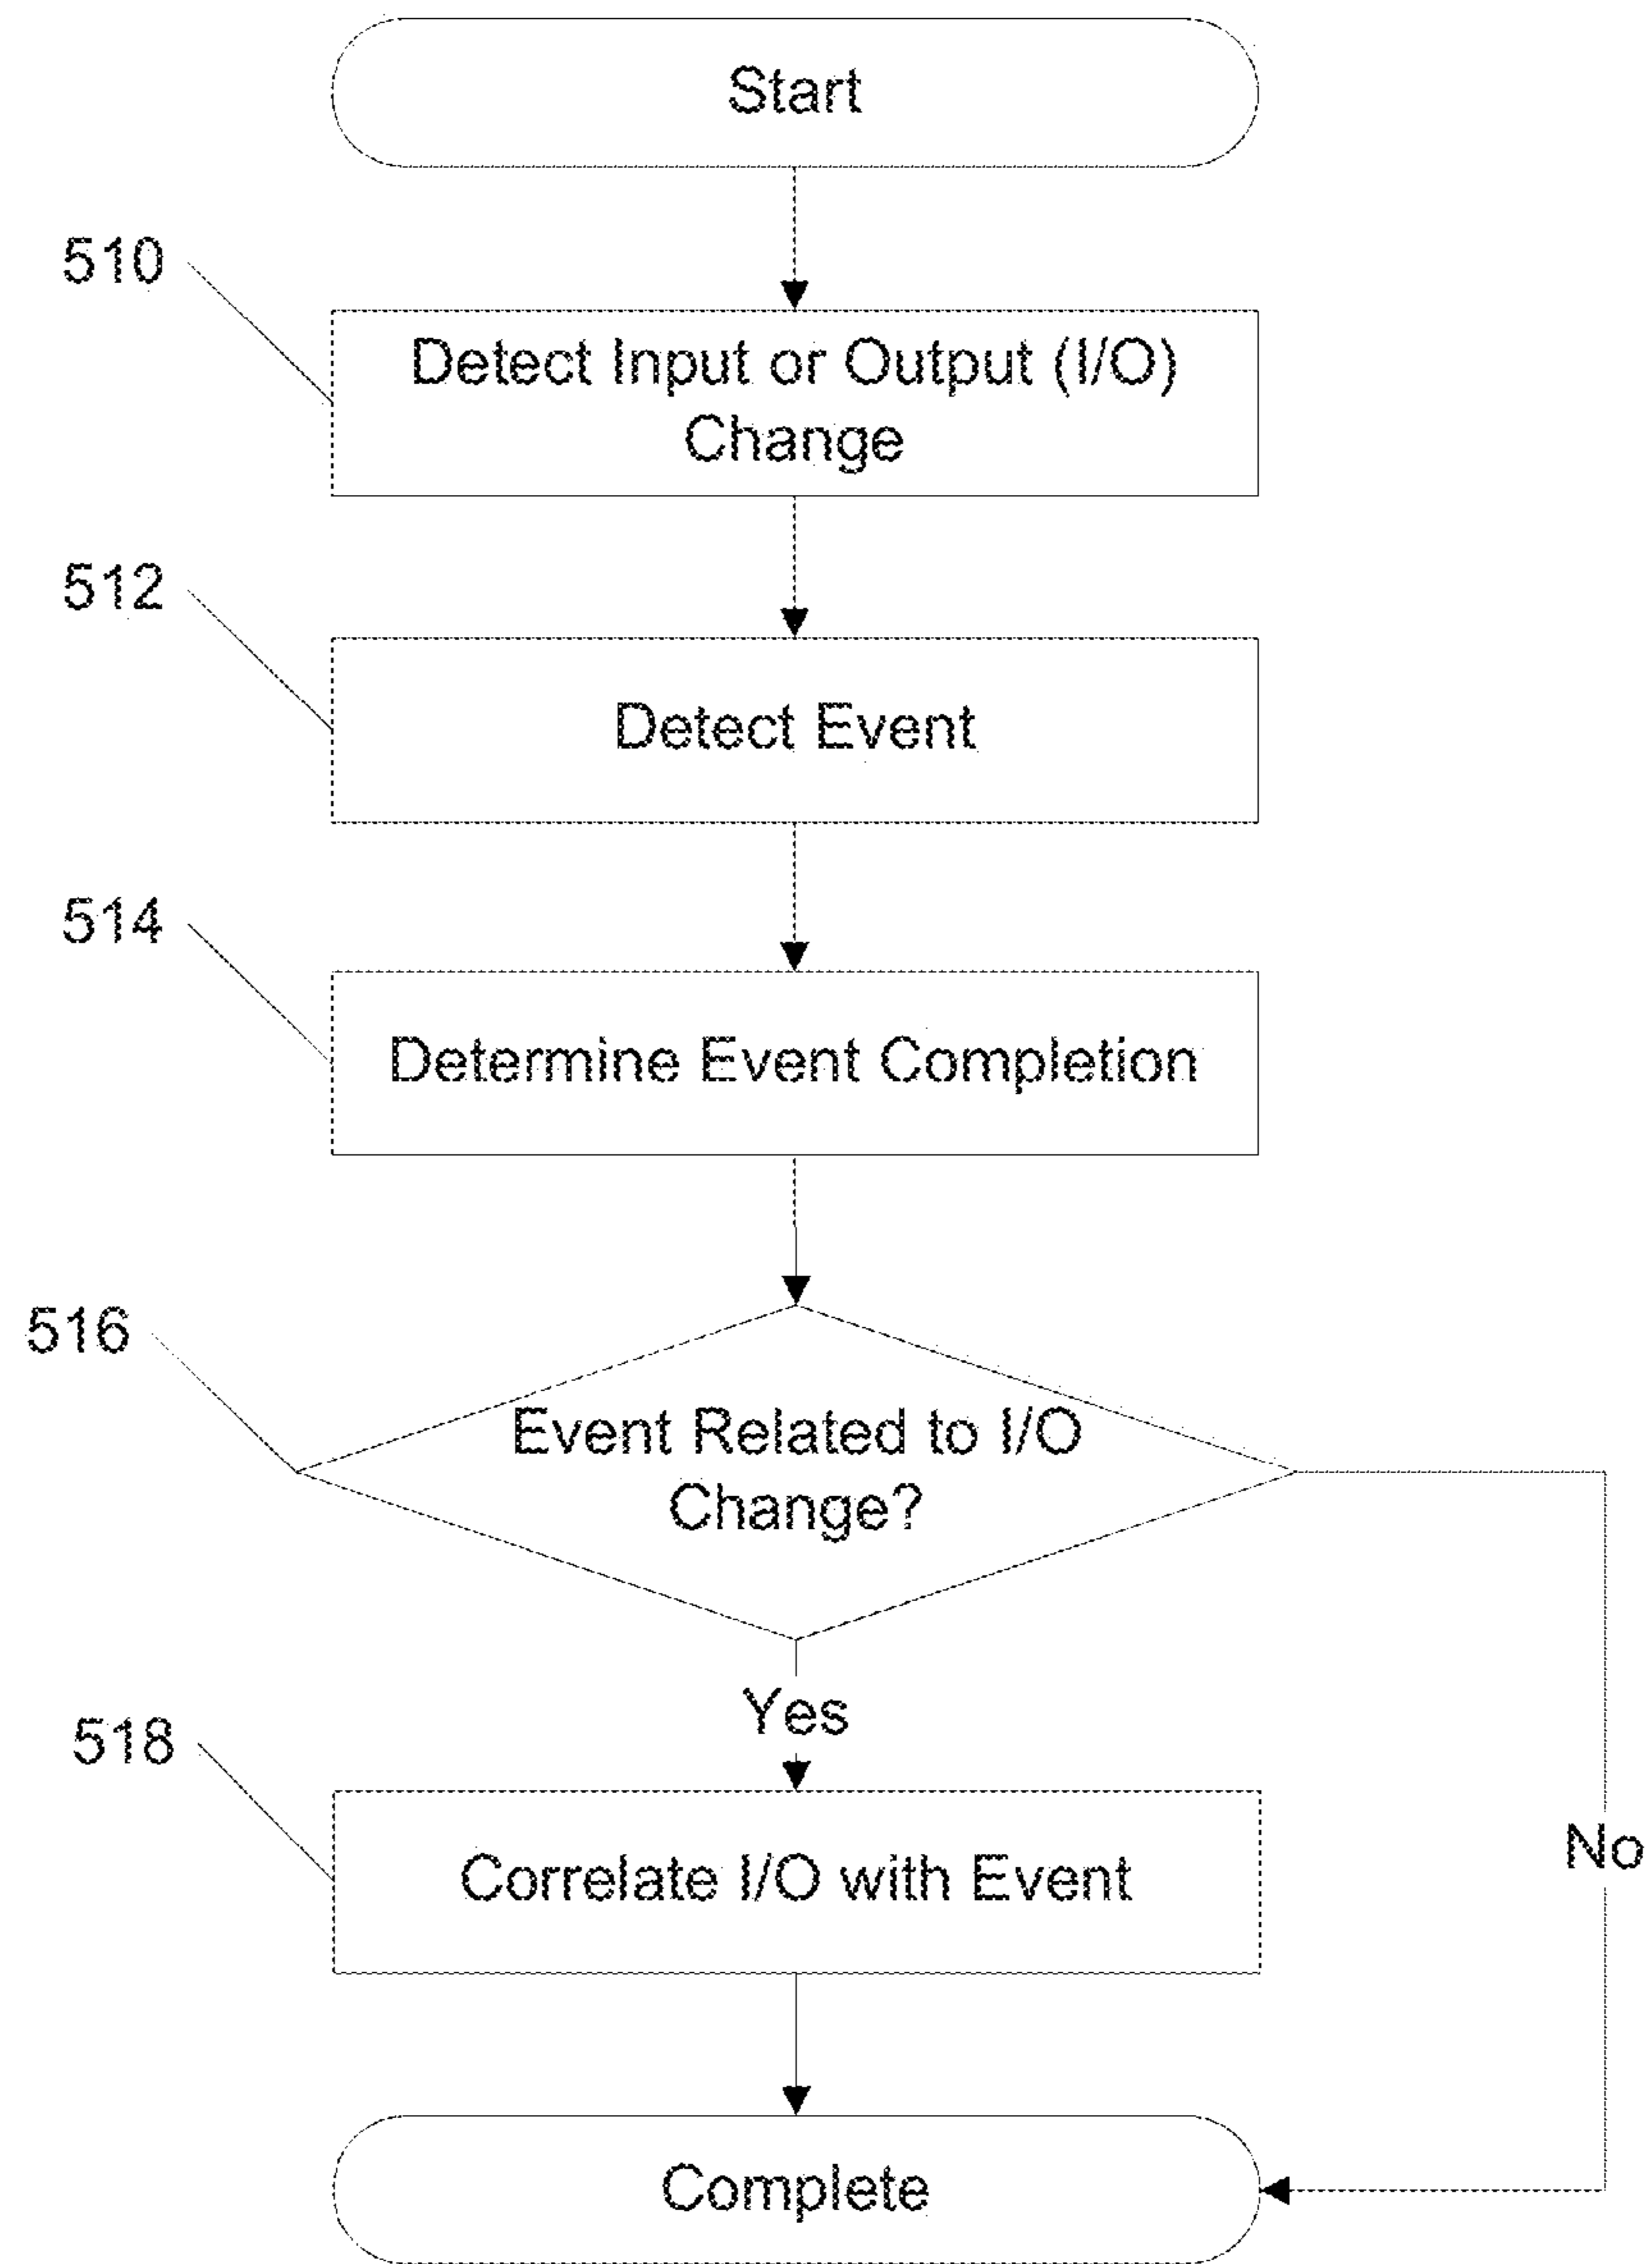 Start
510
Detect Input or Output (I/O)
Change
512
Detect Event
514
Determine Event Completion
516
Event Related to I/O
Change?
Yes
518
Correlate I/O with Event
No
Complete